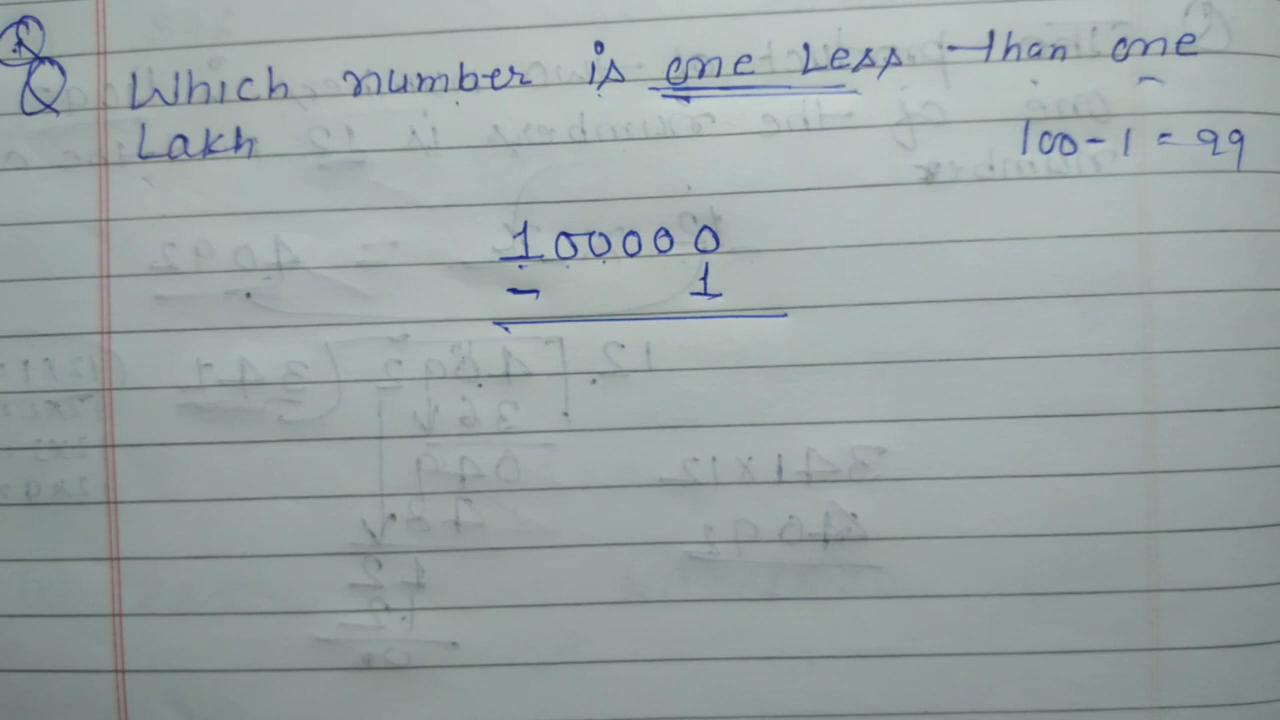 Q Which number is one Less than one
Lakh
100-1 = 99
100000
- 1